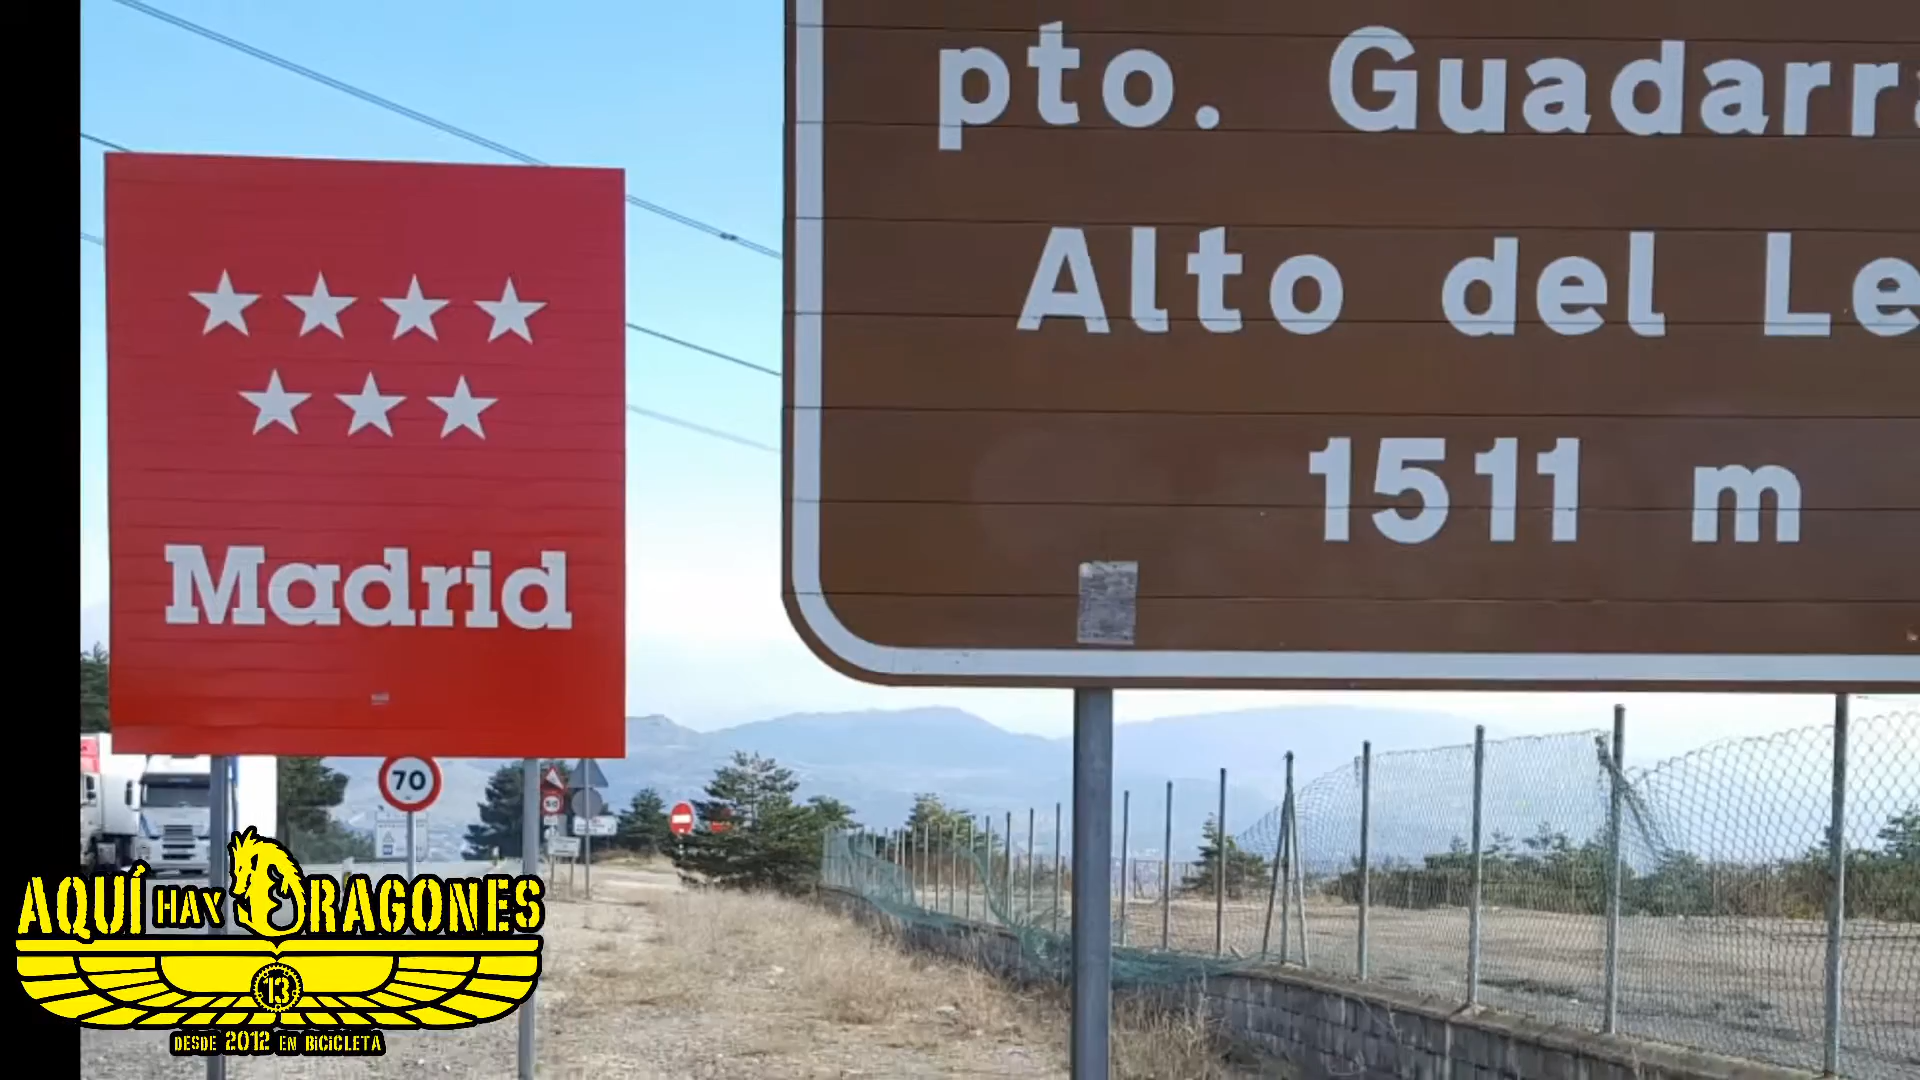 pto. Guadarra
Alto del Le
1511 m
Madrid
70
AQUÍ HAY DRAGONES
13
DESDE 2012 EN BICICLETA